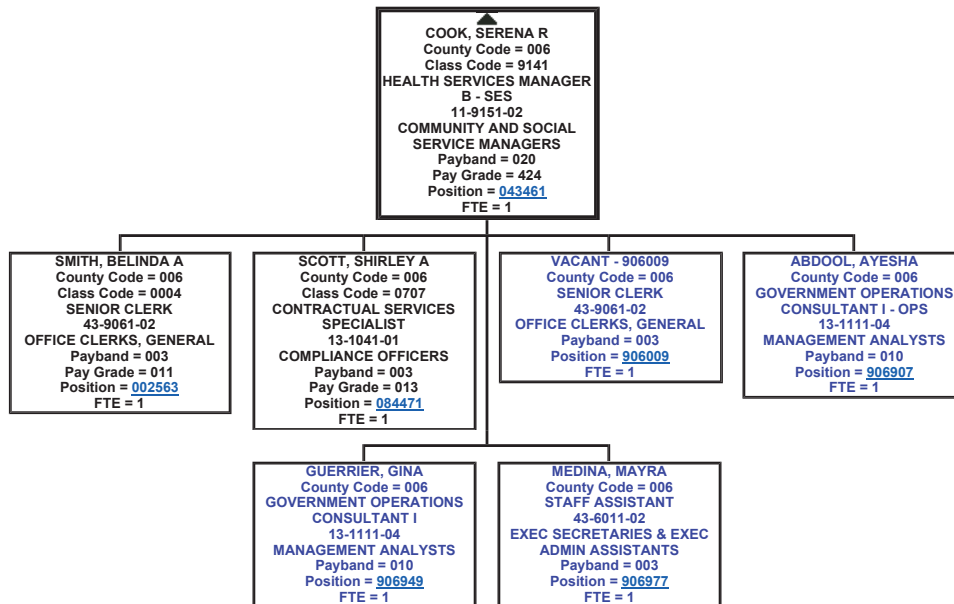 COOK, SERENA R
County Code = 006
Class Code = 9141
HEALTH SERVICES MANAGER
B - SES
11-9151-02
COMMUNITY AND SOCIAL
SERVICE MANAGERS
Payband = 020
Pay Grade = 424
Position = 043461
FTE = 1
SMITH, BELINDA A
County Code = 006
Class Code = 0004
SENIOR CLERK
43-9061-02
OFFICE CLERKS, GENERAL
Payband = 003
Pay Grade = 011
Position = 002563
FTE = 1
SCOTT, SHIRLEY A
County Code = 006
Class Code = 0707
CONTRACTUAL SERVICES
SPECIALIST
13-1041-01
COMPLIANCE OFFICERS
Payband = 003
Pay Grade = 013
Position = 084471
FTE = 1
VACANT - 906009
County Code = 006
SENIOR CLERK
43-9061-02
OFFICE CLERKS, GENERAL
Payband = 003
Position = 906009
FTE = 1
ABDOOL, AYESHA
County Code = 006
GOVERNMENT OPERATIONS
CONSULTANT I - OPS
13-1111-04
MANAGEMENT ANALYSTS
Payband = 010
Position = 906907
FTE = 1
GUERRIER, GINA
County Code = 006
GOVERNMENT OPERATIONS
CONSULTANT I
13-1111-04
MANAGEMENT ANALYSTS
Payband = 010
Position = 906949
FTE = 1
MEDINA, MAYRA
County Code = 006
STAFF ASSISTANT
43-6011-02
EXEC SECRETARIES & EXEC
ADMIN ASSISTANTS
Payband = 003
Position = 906977
FTE = 1